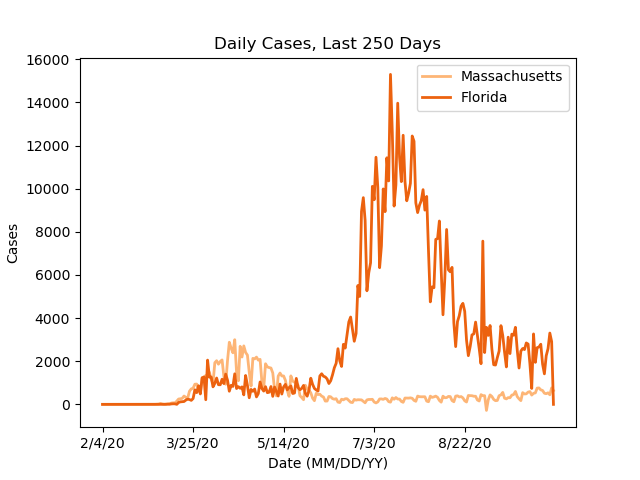 Daily Cases, Last 250 Days
Massachusetts
Florida
16000
14000
12000
10000
8000
6000
4000
2000
0
Cases
2/4/20 3/25/20 5/14/20 7/3/20 8/22/20
Date (MM/DD/YY)